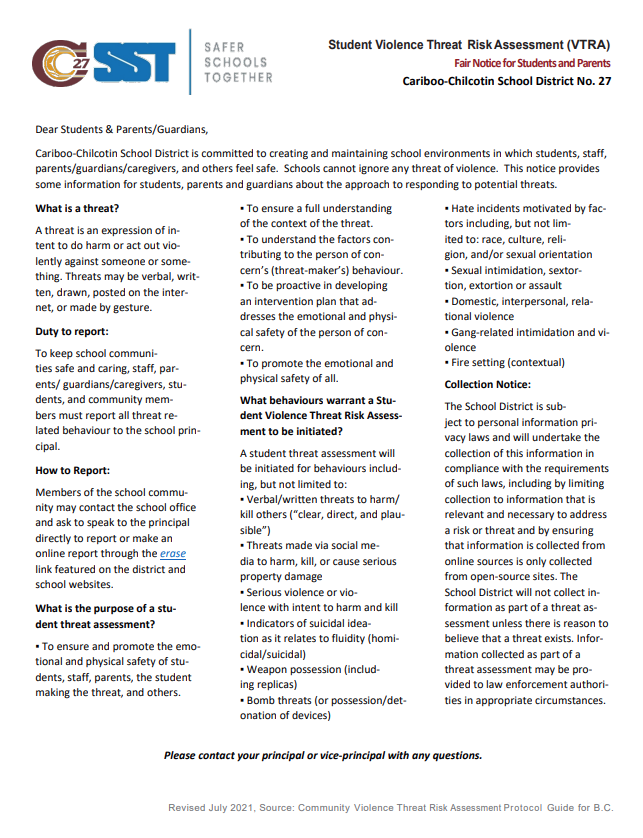 C27 SST
SAFER
SCHOOLS
TOGETHER
Student Violence Threat Risk Assessment (VTRA)
Fair Notice for Students and Parents
Cariboo-Chilcotin School District No. 27
Dear Students & Parents/Guardians,
Cariboo-Chilcotin School District is committed to creating and maintaining school environments in which students, staff,
parents/guardians/caregivers, and others feel safe. Schools cannot ignore any threat of violence. This notice provides
some information for students, parents and guardians about the approach to responding to potential threats.
What is a threat?
A threat is an expression of in-
tent to do harm or act out vio-
lently against someone or some-
thing. Threats may be verbal, writ-
ten, drawn, posted on the inter-
net, or made by gesture.
Duty to report:
To keep school communi-
ties safe and caring, staff, par-
ents/ guardians/caregivers, stu-
dents, and community mem-
bers must report all threat re-
lated behaviour to the school prin-
cipal.
How to Report:
Members of the school commu-
nity may contact the school office
and ask to speak to the principal
directly to report or make an
online report through the erase
link featured on the district and
school websites.
What is the purpose of a stu-
dent threat assessment?
▪ To ensure and promote the emo-
tional and physical safety of stu-
dents, staff, parents, the student
making the threat, and others.
▪ To ensure a full understanding
of the context of the threat.
▪ To understand the factors con-
tributing to the person of con-
cern's (threat-maker's) behaviour.
▪ To be proactive in developing
an intervention plan that ad-
dresses the emotional and physi-
cal safety of the person of con-
cern.
▪ To promote the emotional and
physical safety of all.
What behaviours warrant a Stu-
dent Violence Threat Risk Assess-
ment to be initiated?
A student threat assessment will
be initiated for behaviours includ-
ing, but not limited to:
▪ Verbal/written threats to harm/
kill others ("clear, direct, and plau-
sible")
▪ Threats made via social me-
dia to harm, kill, or cause serious
property damage
▪ Serious violence or vio-
lence with intent to harm and kill
▪ Indicators of suicidal idea-
tion as it relates to fluidity (homi-
cidal/suicidal)
▪ Weapon possession (includ-
ing replicas)
▪ Bomb threats (or possession/det-
onation of devices)
▪ Hate incidents motivated by fac-
tors including, but not lim-
ited to: race, culture, reli-
gion, and/or sexual orientation
▪ Sexual intimidation, sextor-
tion, extortion or assault
▪ Domestic, interpersonal, rela-
tional violence
▪ Gang-related intimidation and vi-
olence
▪ Fire setting (contextual)
Collection Notice:
The School District is sub-
ject to personal information pri-
vacy laws and will undertake the
collection of this information in
compliance with the requirements
of such laws, including by limiting
collection to information that is
relevant and necessary to address
a risk or threat and by ensuring
that information is collected from
online sources is only collected
from open-source sites. The
School District will not collect in-
formation as part of a threat as-
sessment unless there is reason to
believe that a threat exists. Infor-
mation collected as part of a
threat assessment may be pro-
vided to law enforcement authori-
ties in appropriate circumstances.
Please contact your principal or vice-principal with any questions.
Revised July 2021, Source: Community Violence Threat Risk Assessment Protocol Guide for B.C.